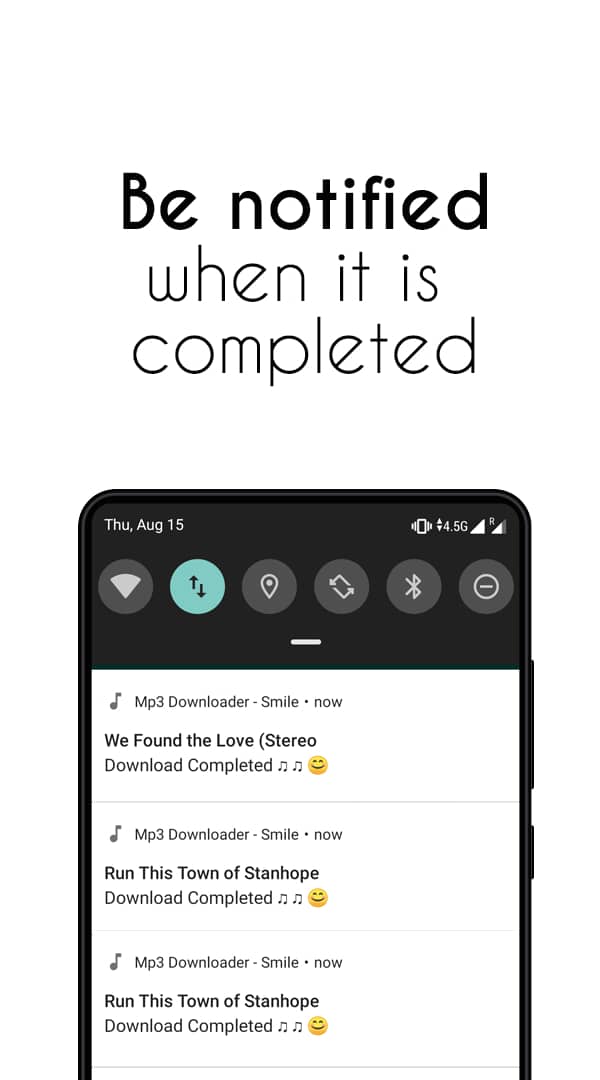 Be notified
when it is
completed
Thu, Aug 15
4.5G R
Mp3 Downloader - Smile • now
We Found the Love (Stereo
Download Completed ♫ ♫ 😊
Mp3 Downloader - Smile • now
Run This Town of Stanhope
Download Completed ♫ ♫ 😊
Mp3 Downloader - Smile • now
Run This Town of Stanhope
Download Completed ♫ ♫ 😊